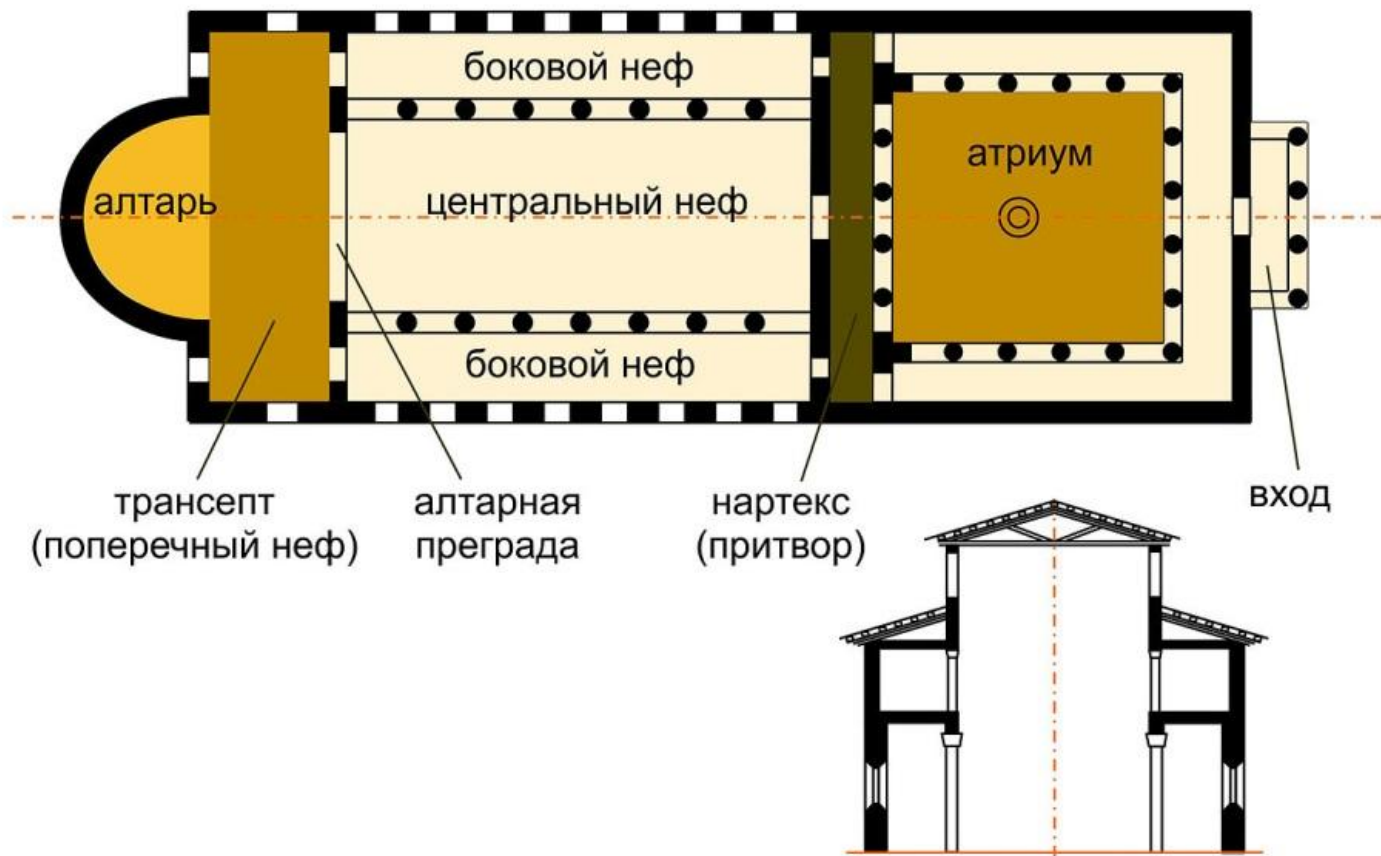 боковой неф
атриум
алтарь
центральный неф
боковой неф
трансепт
(поперечный неф)
алтарная
преграда
нартекс
(притвор)
вход